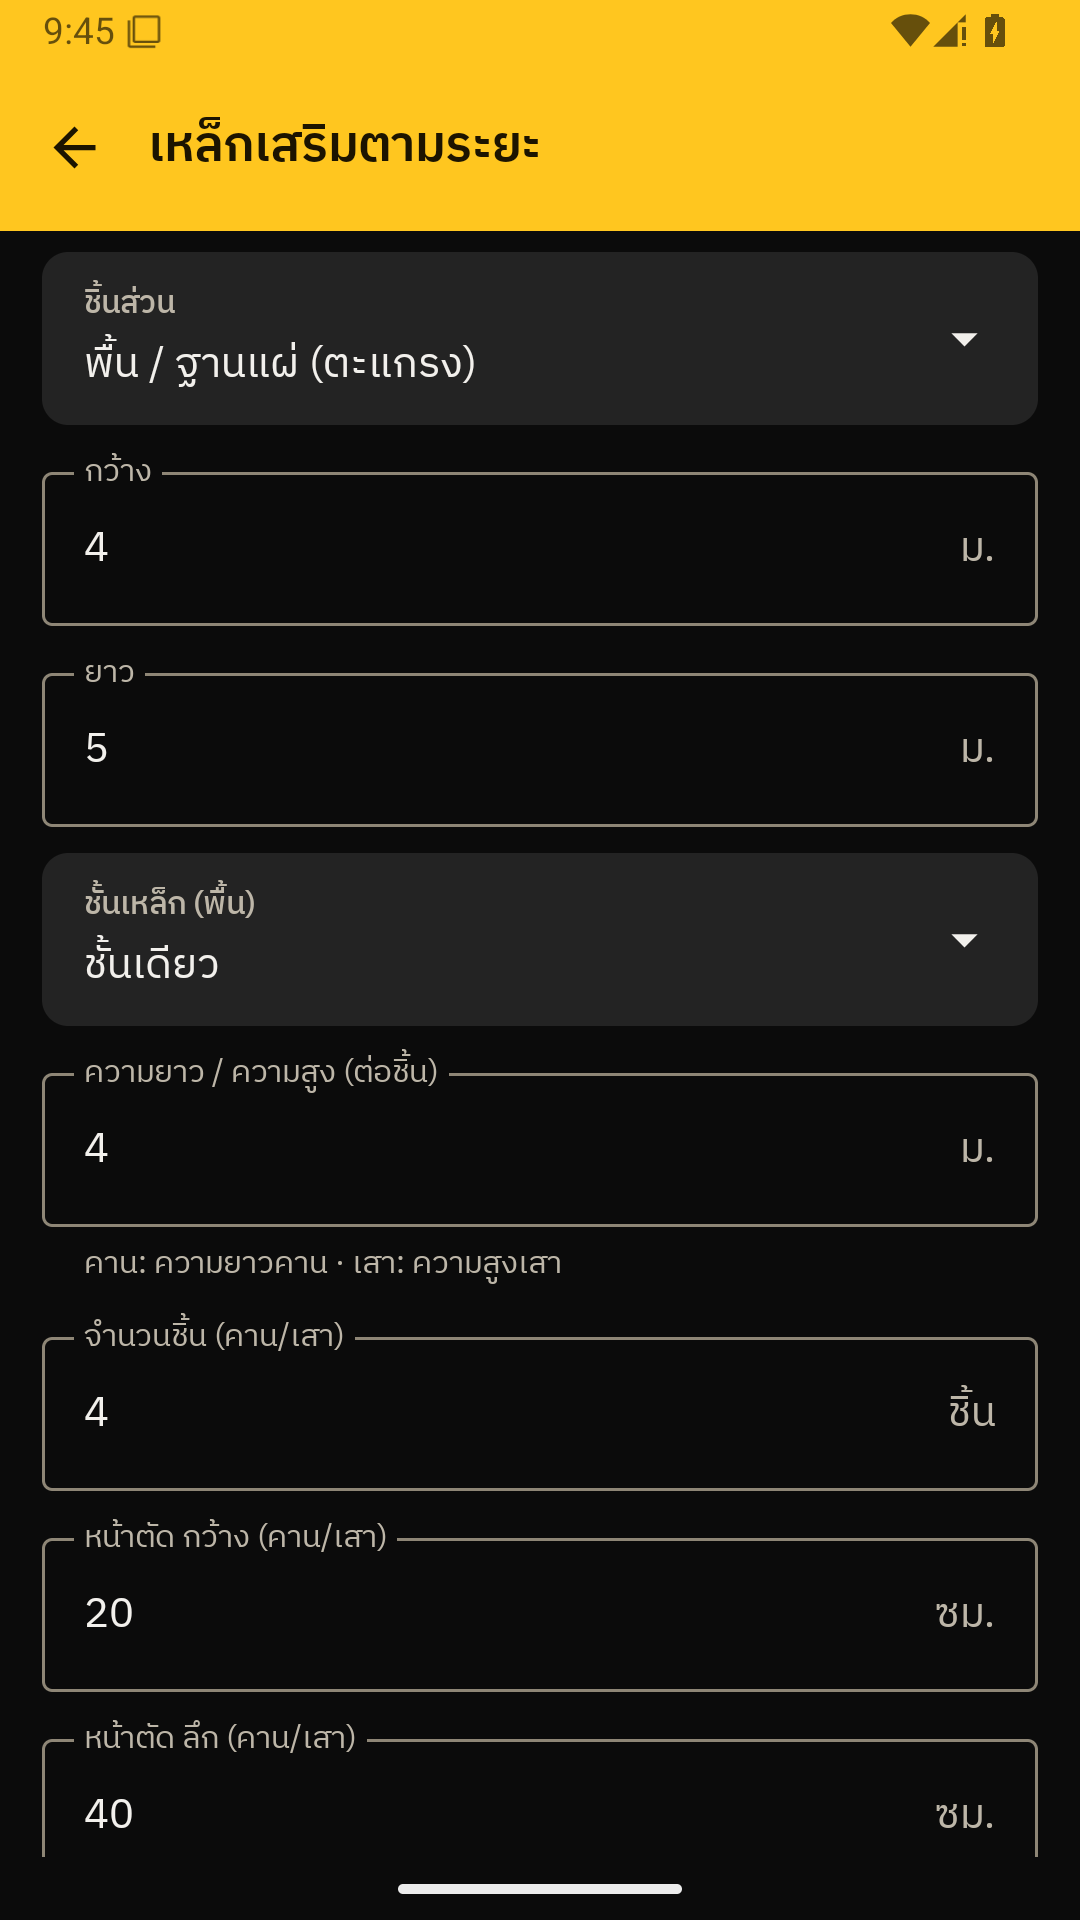 9:45
เหล็กเสริมตามระยะ
ชิ้นส่วน
พื้น / ฐานแผ่ (ตะแกรง)
กว้าง
4 ม.
ยาว
5 ม.
ชั้นเหล็ก (พื้น)
ชั้นเดียว
ความยาว / ความสูง (ต่อชิ้น)
4 ม.
คาน: ความยาวคาน · เสา: ความสูงเสา
จำนวนชิ้น (คาน/เสา)
4 ชิ้น
หน้าตัด กว้าง (คาน/เสา)
20 ซม.
หน้าตัด ลึก (คาน/เสา)
40 ซม.